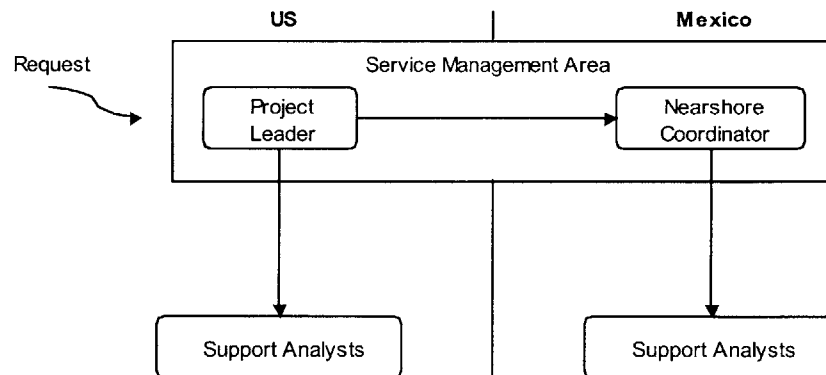 US
Mexico
Request
Service Management Area
Project
Leader
Nearshore
Coordinator
Support Analysts
Support Analysts